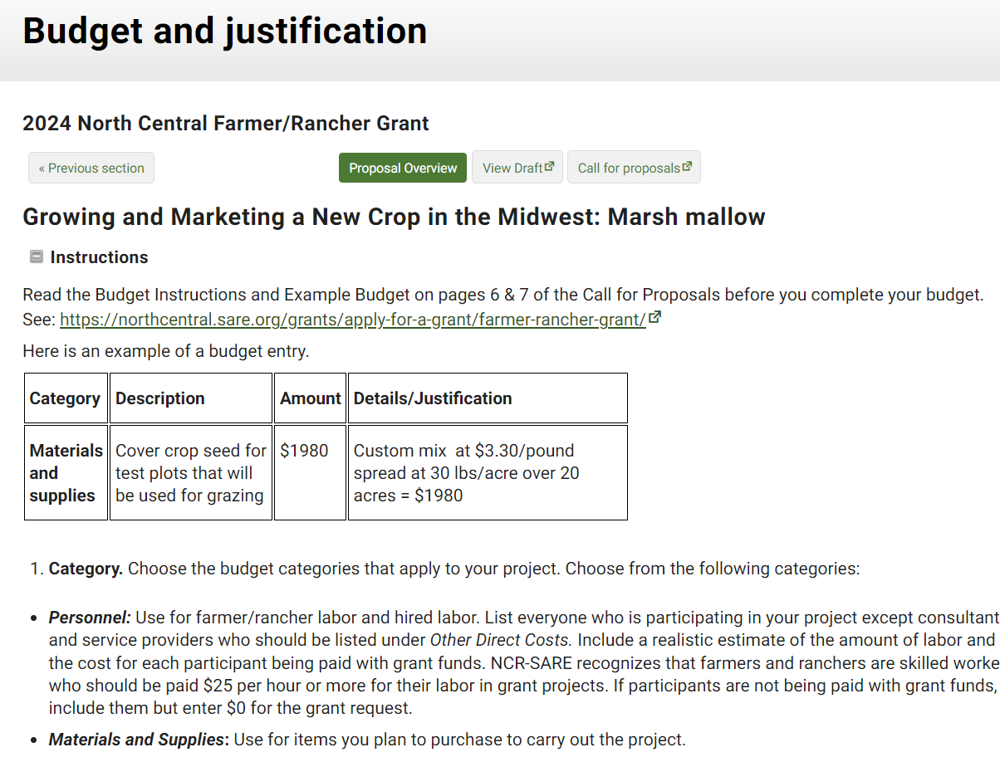 Budget and justification
2024 North Central Farmer/Rancher Grant
« Previous section
Proposal Overview
View Draft
Call for proposals
Growing and Marketing a New Crop in the Midwest: Marsh mallow
Instructions
Read the Budget Instructions and Example Budget on pages 6 & 7 of the Call for Proposals before you complete your budget.
See: https://northcentral.sare.org/grants/apply-for-a-grant/farmer-rancher-grant/
Here is an example of a budget entry.
Category Description Amount Details/Justification
Materials Cover crop seed for $1980 Custom mix at $3.30/pound
and test plots that will spread at 30 lbs/acre over 20
supplies be used for grazing acres = $1980
1. Category. Choose the budget categories that apply to your project. Choose from the following categories:
• Personnel: Use for farmer/rancher labor and hired labor. List everyone who is participating in your project except consultant
and service providers who should be listed under Other Direct Costs. Include a realistic estimate of the amount of labor and
the cost for each participant being paid with grant funds. NCR-SARE recognizes that farmers and ranchers are skilled worke
who should be paid $25 per hour or more for their labor in grant projects. If participants are not being paid with grant funds,
include them but enter $0 for the grant request.
• Materials and Supplies: Use for items you plan to purchase to carry out the project.